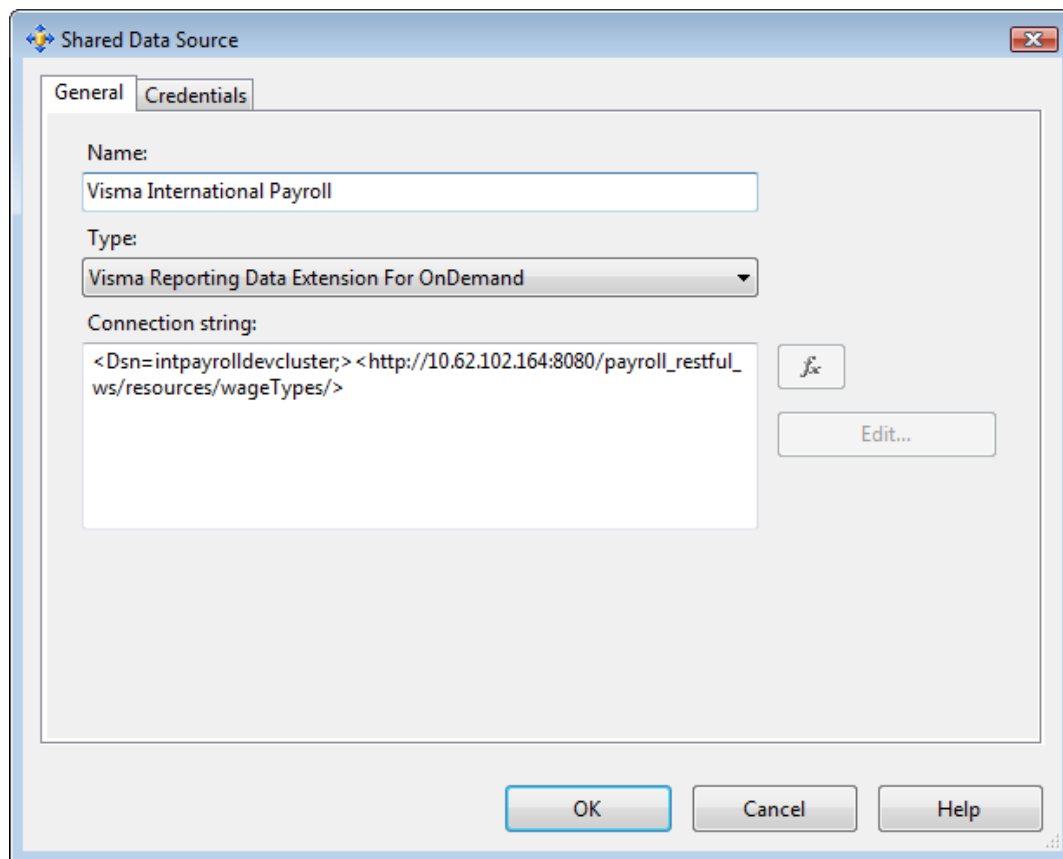 Shared Data Source
General
Credentials
Name:
Visma International Payroll
Type:
Visma Reporting Data Extension For OnDemand
Connection string:
<Dsn=intpayrolldevcluster;><http://10.62.102.164:8080/payroll_restful_
ws/resources/wageTypes/>
fx
Edit...
OK
Cancel
Help